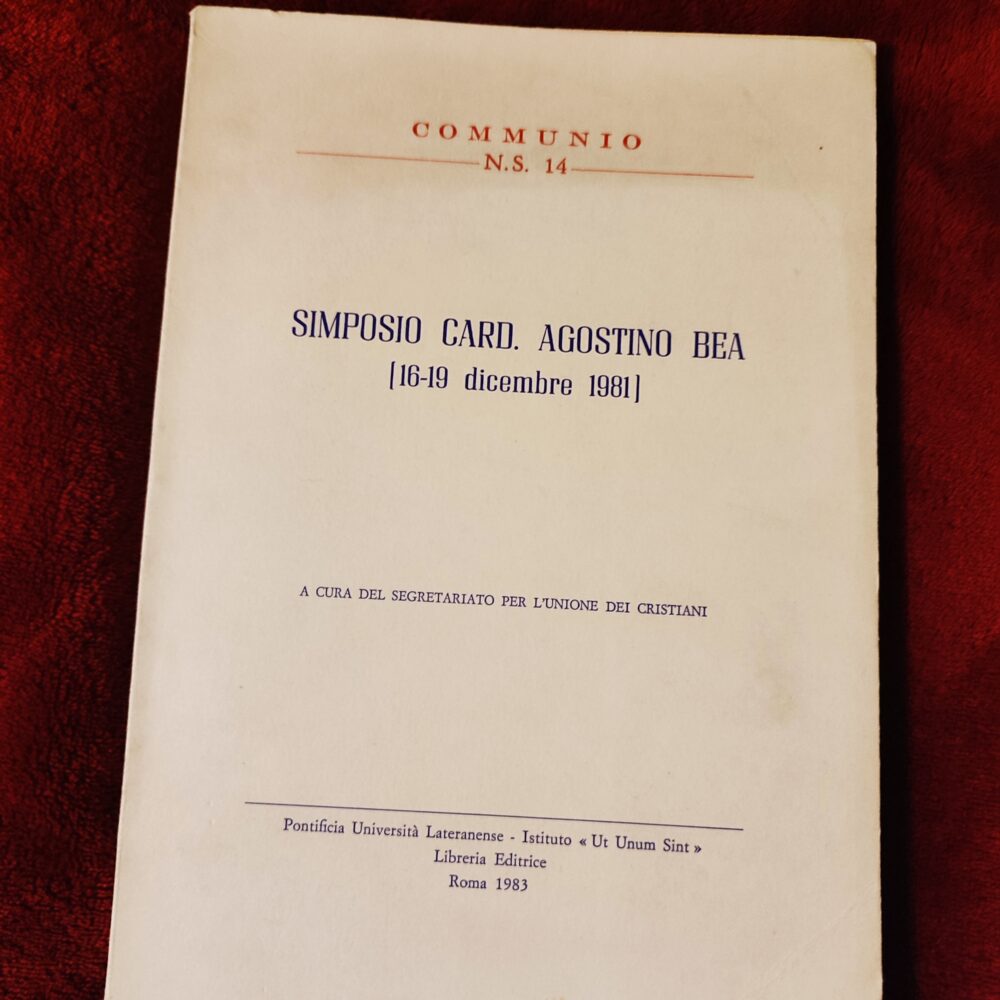 COMMUNIO
N.S. 14
SIMPOSIO CARD. AGOSTINO BEA
[16-19 dicembre 1981]
A CURA DEL SEGRETARIATO PER L'UNIONE DEI CRISTIANI
Pontificia Università Lateranense - Istituto « Ut Unum Sint »
Libreria Editrice
Roma 1983